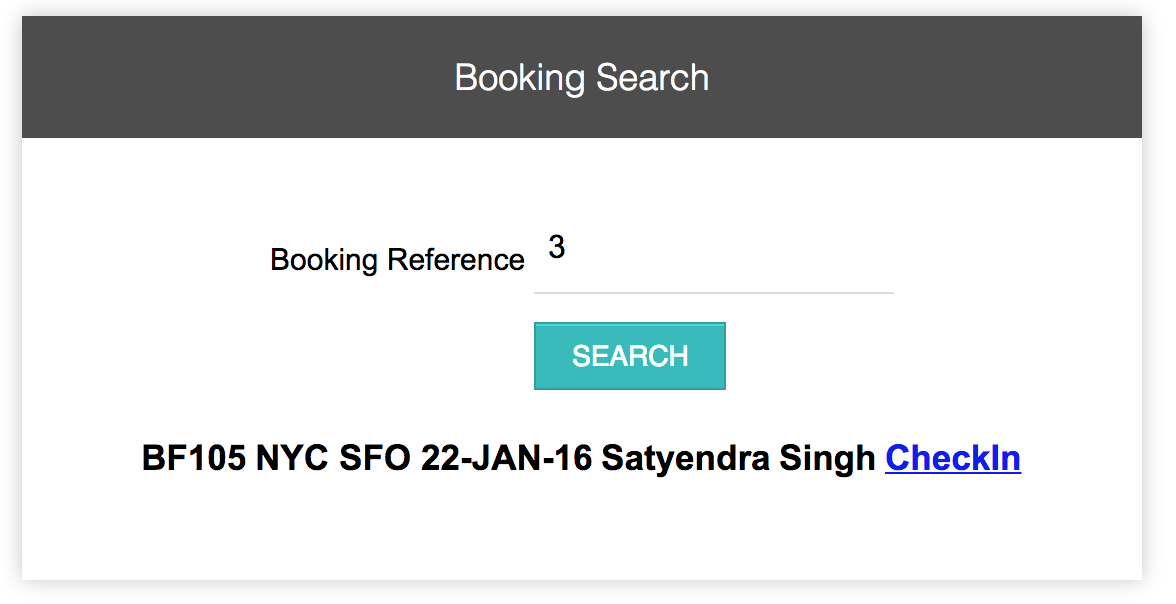 Booking Search
Booking Reference 3
SEARCH
BF105 NYC SFO 22-JAN-16 Satyendra Singh CheckIn